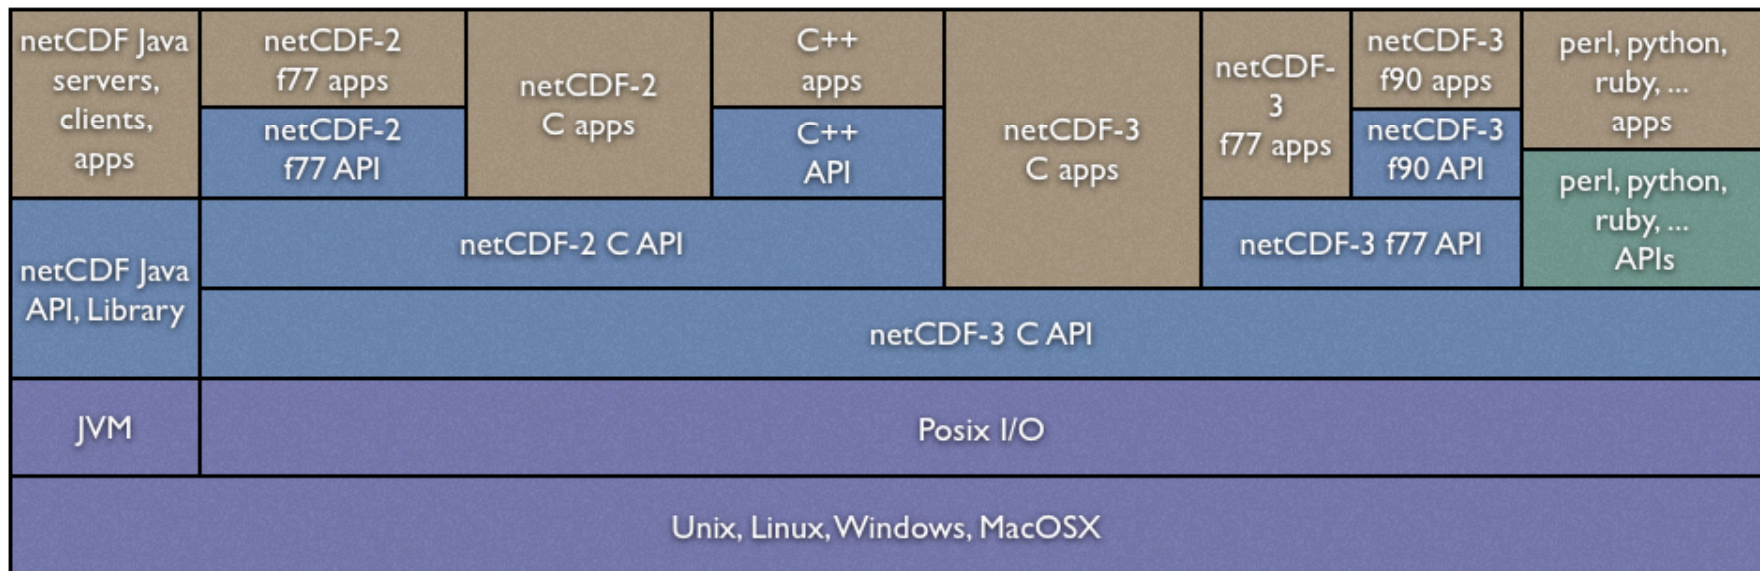 netCDF Java
servers,
clients,
apps
netCDF-2
f77 apps
netCDF-2
f77 API
netCDF-2
C apps
C++
apps
C++
API
netCDF-3
C apps
netCDF-
3
f77 apps
netCDF-3
f90 apps
netCDF-3
f90 API
perl, python,
ruby, ...
apps
perl, python,
ruby, ...
APIs
netCDF Java
API, Library
netCDF-2 C API
netCDF-3 f77 API
netCDF-3 C API
JVM
Posix I/O
Unix, Linux, Windows, MacOSX